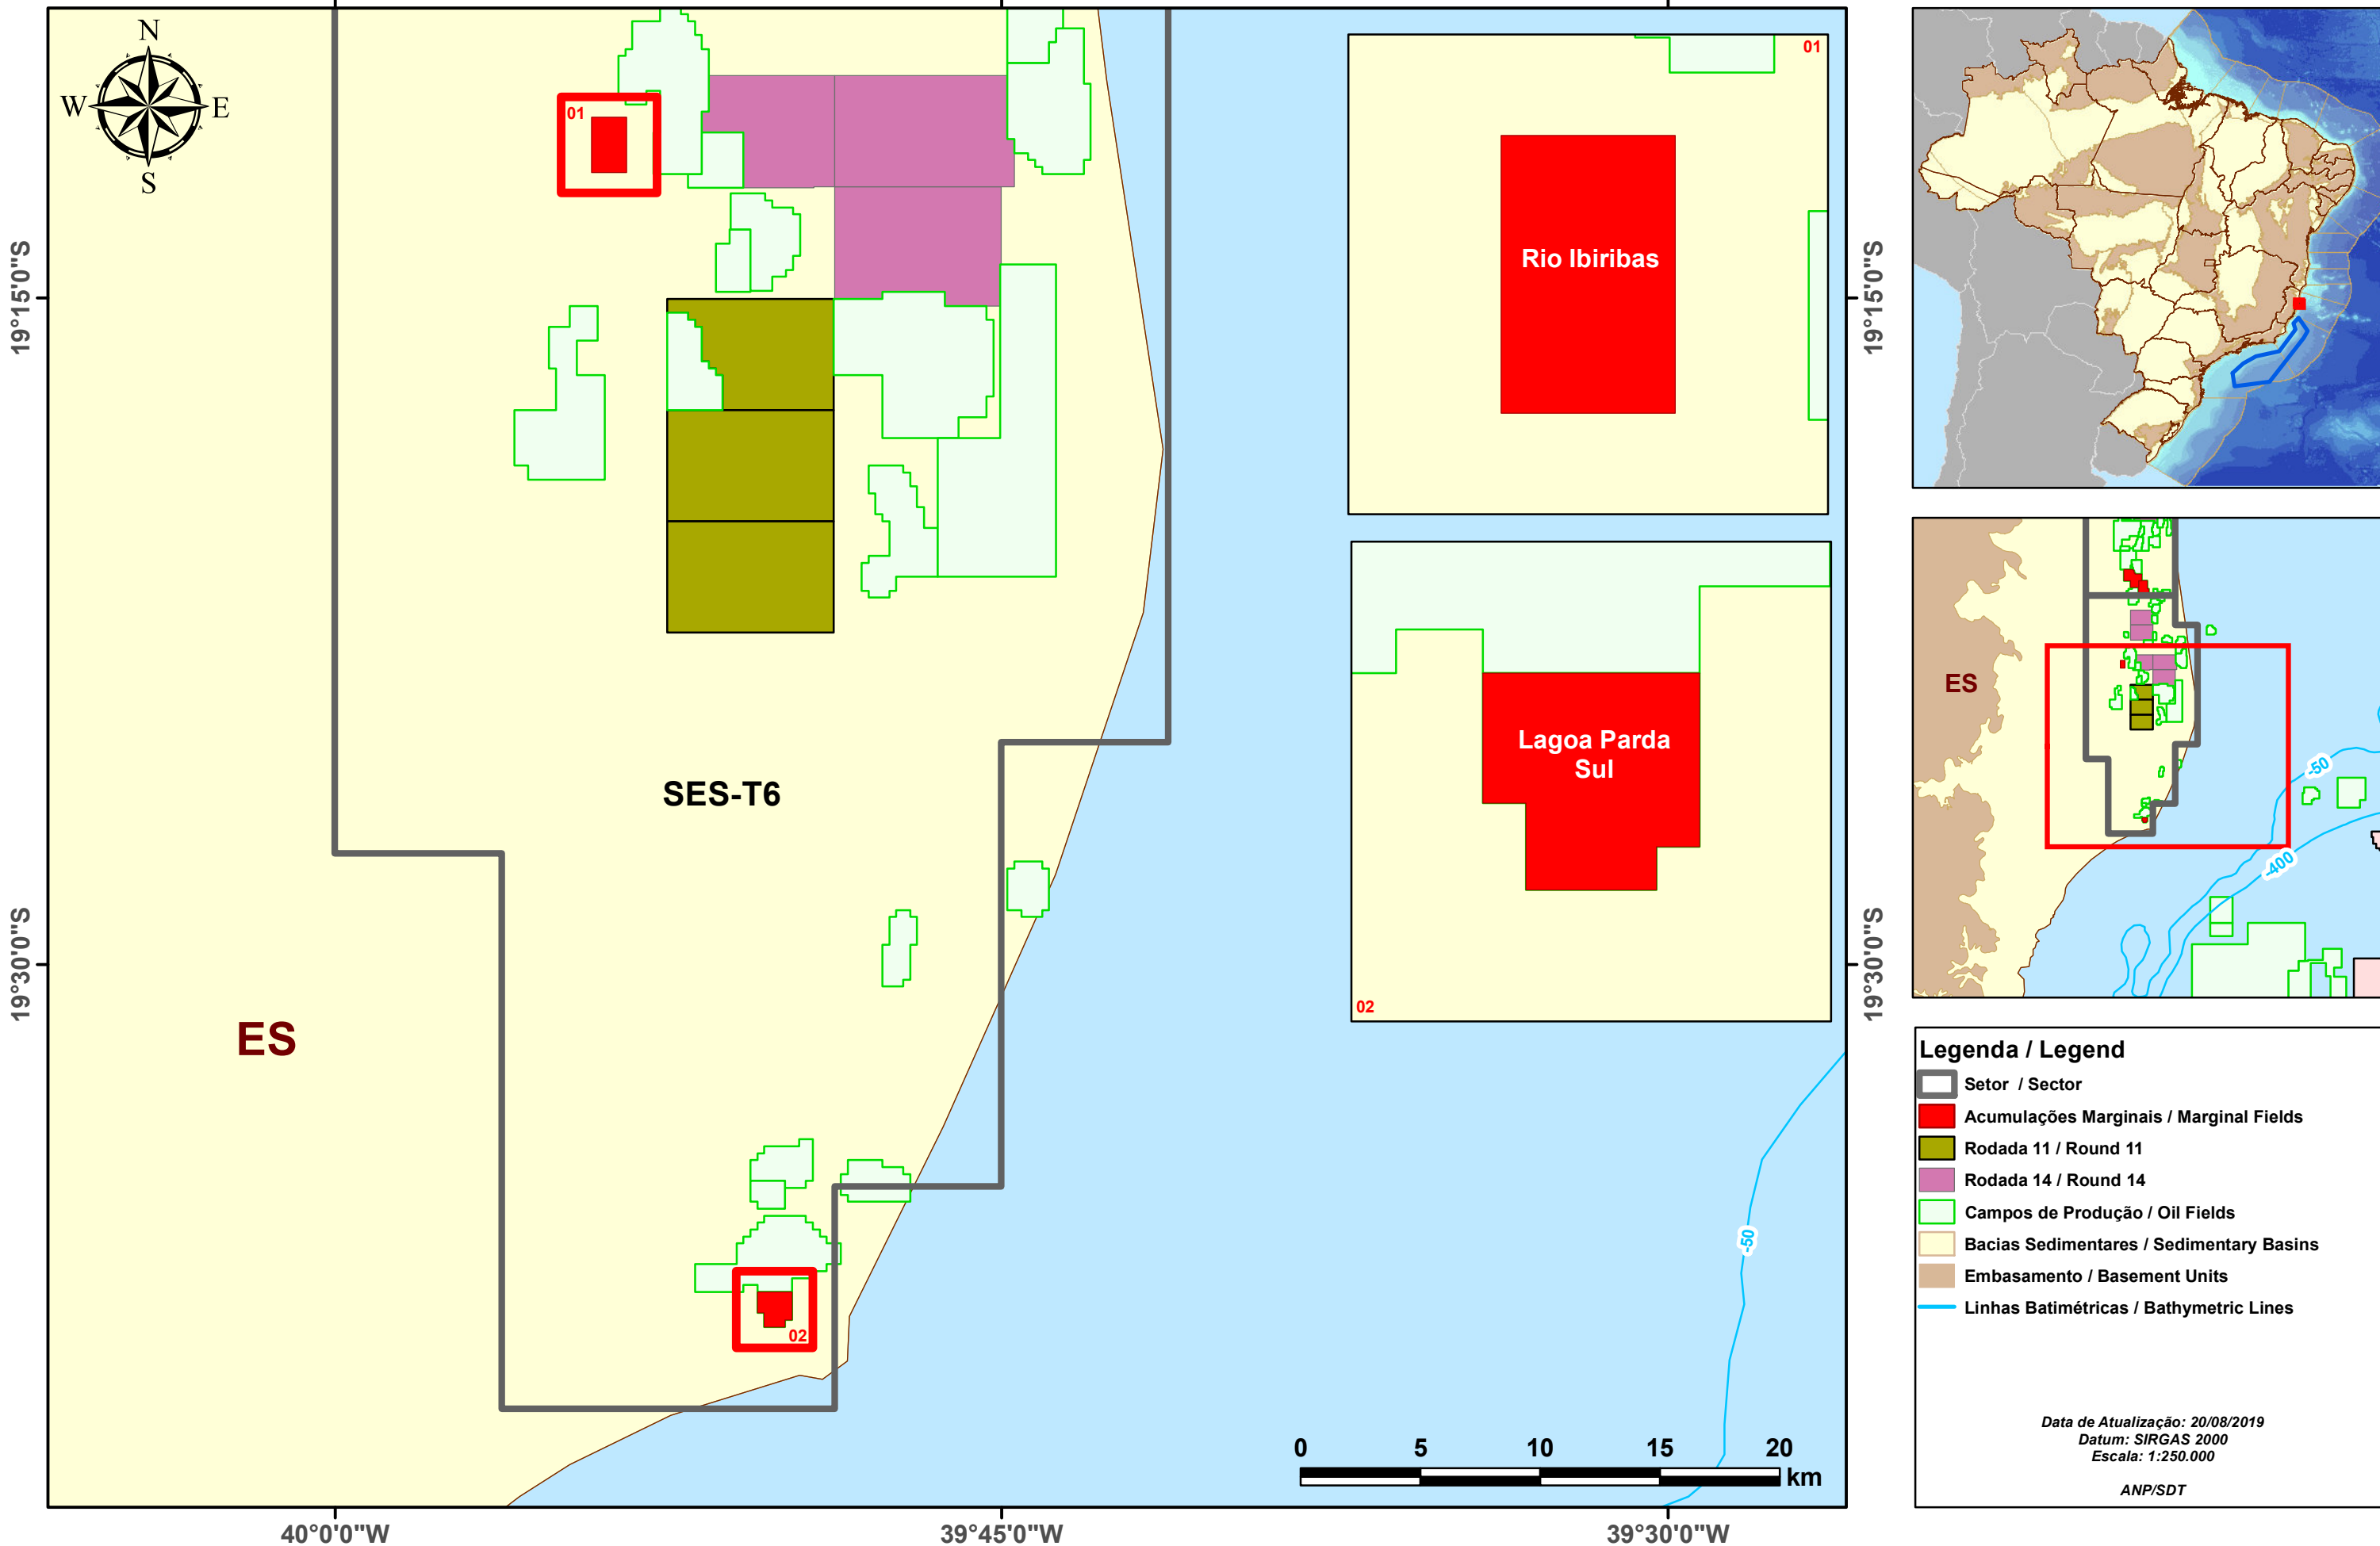 N
W
E
S
01
01
Rio Ibiribas
19°15'0"S
19°15'0"S
Lagoa Parda
Sul
02
SES-T6
ES
ES
-50
-400
19°30'0"S
19°30'0"S
02
-50
0 5 10 15 20
km
40°0'0"W
39°45'0"W
39°30'0"W
Legenda / Legend
Setor / Sector
Acumulações Marginais / Marginal Fields
Rodada 11 / Round 11
Rodada 14 / Round 14
Campos de Produção / Oil Fields
Bacias Sedimentares / Sedimentary Basins
Embasamento / Basement Units
Linhas Batimétricas / Bathymetric Lines
Data de Atualização: 20/08/2019
Datum: SIRGAS 2000
Escala: 1:250.000
ANP/SDT